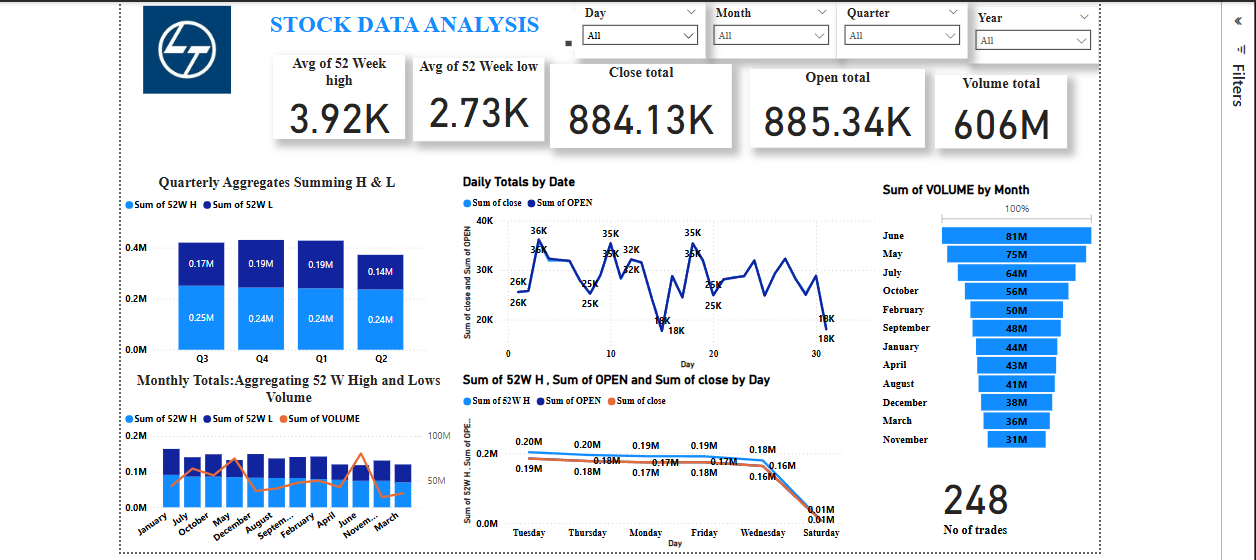 STOCK DATA ANALYSIS
Day
Month
Quarter
Year
All
All
All
All
Filters
Avg of 52 Week
high
3.92K
Avg of 52 Week low
2.73K
Close total
884.13K
Open total
885.34K
Volume total
606M
Quarterly Aggregates Summing H & L
Sum of 52W H Sum of 52W L
0.4M
0.2M
0.0M
0.17M
0.19M
0.19M
0.14M
0.25M
0.24M
0.24M
0.24M
Q3 Q4 Q1 Q2
Daily Totals by Date
Sum of close Sum of OPEN
Sum of close and Sum of OPEN
40K
30K
20K
36K
36K
26K
26K
25K
25K
35K
35K
32K
32K
18K
18K
35K
35K
25K
25K
18K
18K
0 10 20 30
Day
Sum of VOLUME by Month
100%
June 81M
May 75M
July 64M
October 56M
February 50M
September 48M
January 44M
April 43M
August 41M
December 38M
March 36M
November 31M
Monthly Totals:Aggregating 52 W High and Lows
Volume
Sum of 52W H Sum of 52W L Sum of VOLUME
0.2M
0.1M
0.0M
100M
50M
January July October May December August Septem... February April June Novem... March
Sum of 52W H , Sum of OPEN and Sum of close by Day
Sum of 52W H Sum of OPEN Sum of close
Sum of 52W H , Sum of OPE...
0.2M
0.0M
0.20M 0.20M 0.19M 0.19M 0.18M
0.18M 0.17M 0.17M 0.16M
0.19M 0.18M 0.17M 0.18M 0.16M
0.01M
0.01M
Tuesday Thursday Monday Friday Wednesday Saturday
Day
248
No of trades